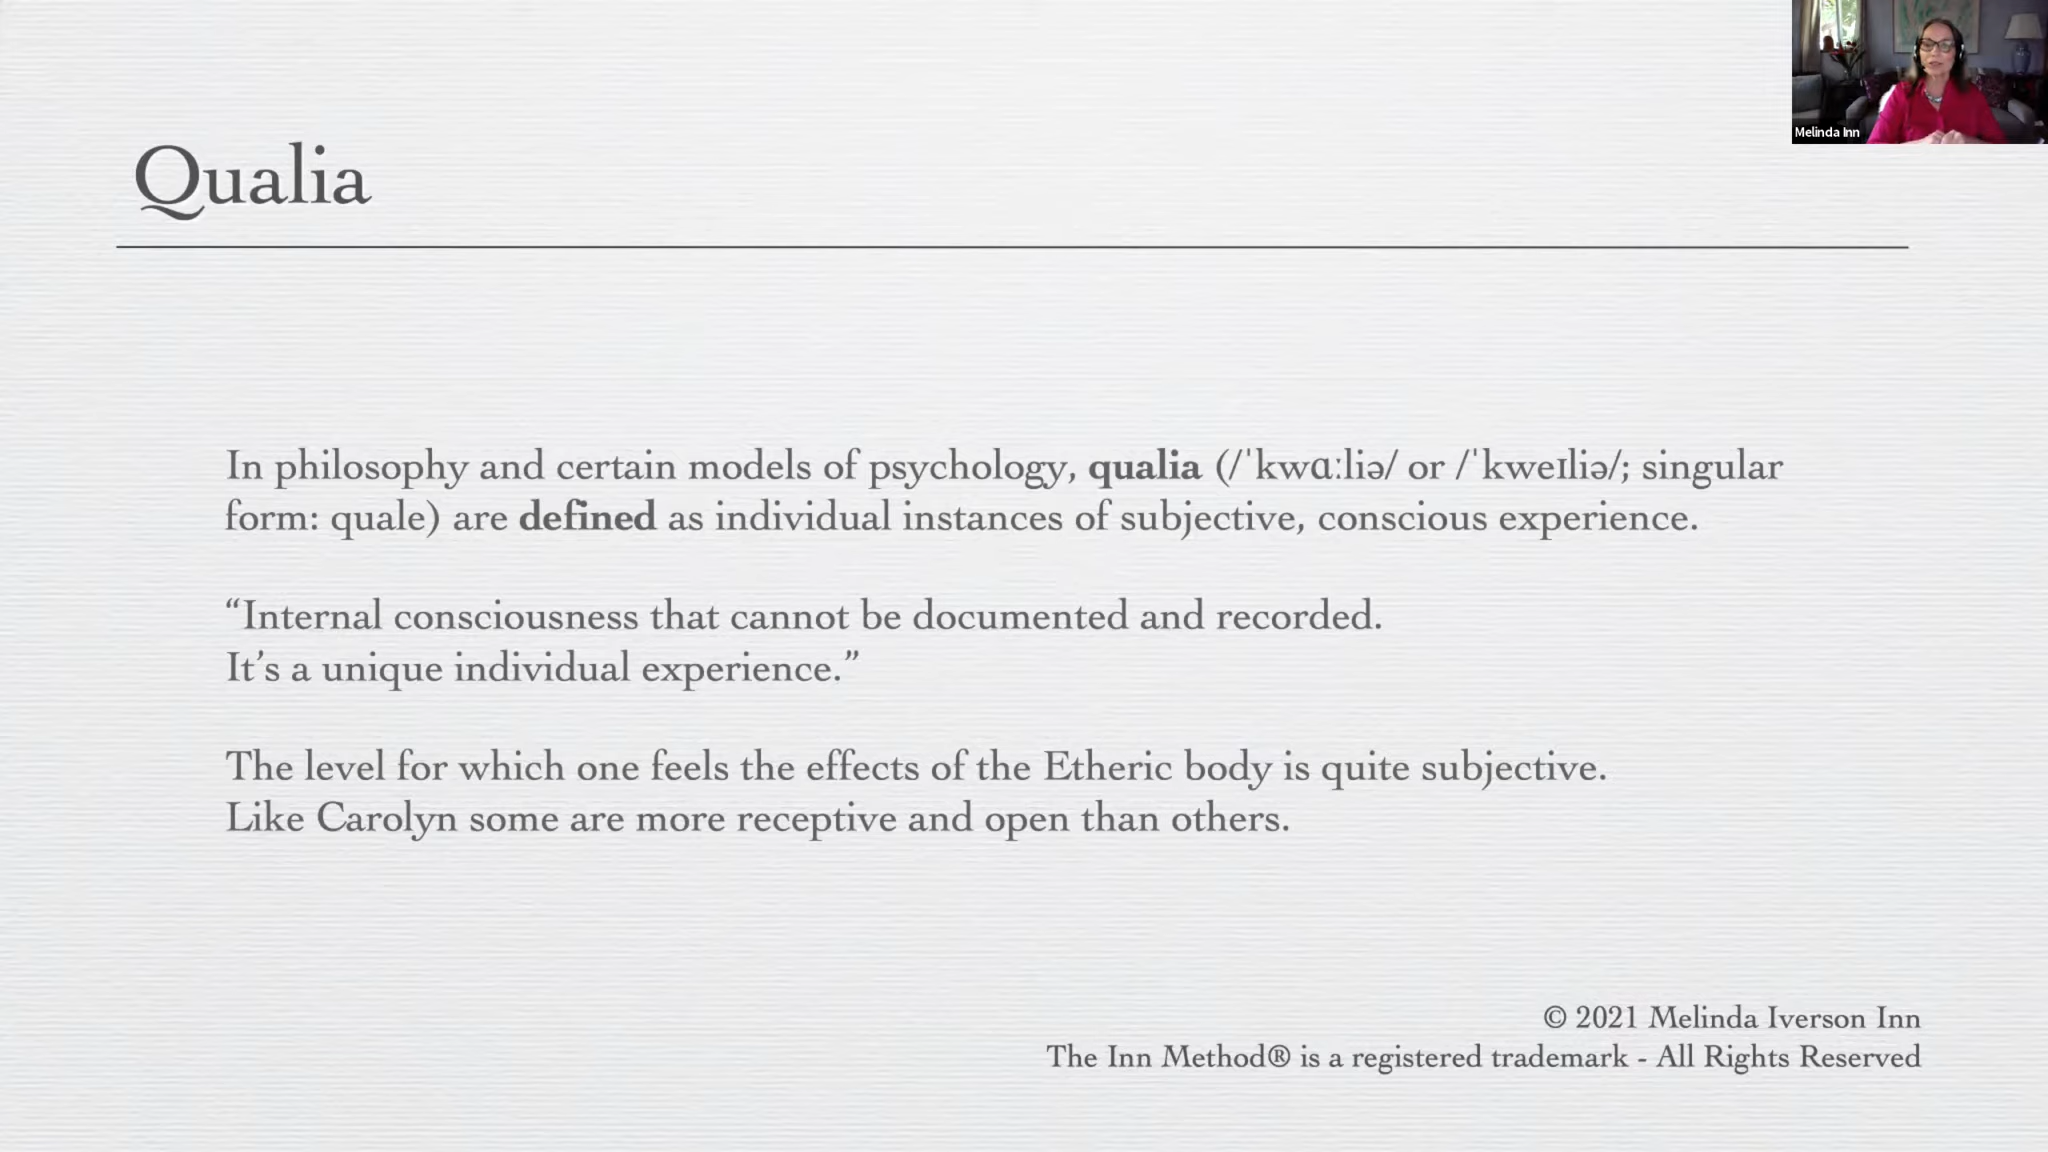 Melinda Inn
Qualia
In philosophy and certain models of psychology, qualia (/ˈkwɑːliə/ or /ˈkweɪliə/; singular
form: quale) are defined as individual instances of subjective, conscious experience.
“Internal consciousness that cannot be documented and recorded.
It’s a unique individual experience.”
The level for which one feels the effects of the Etheric body is quite subjective.
Like Carolyn some are more receptive and open than others.
© 2021 Melinda Iverson Inn
The Inn Method® is a registered trademark - All Rights Reserved